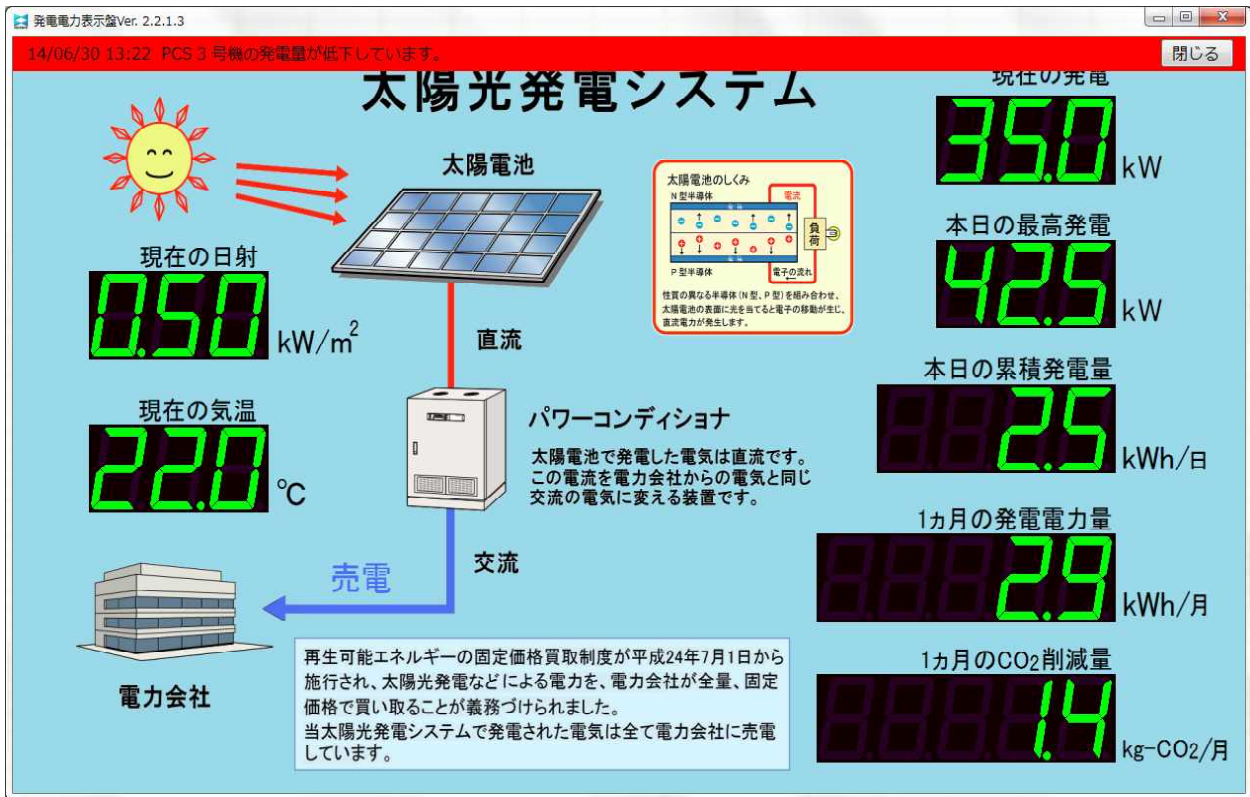 発電電力表示盤Ver. 2.2.1.3
14/06/30 13:22 PCS 3 号機の発電量が低下しています。
閉じる
太陽光発電システム
現在の発電
35.0 kW
太陽電池
太陽電池のしくみ
N型半導体
電流
負荷
P型半導体
電子の流れ
性質の異なる半導体(N型、P型)を組み合わせ、
太陽電池の表面に光を当てると電子の移動が生じ、
直流電力が発生します。
本日の最高発電
42.5 kW
現在の日射
0.50 kW/m²
直流
本日の累積発電量
2.5 kWh/日
現在の気温
22.0 ℃
パワーコンディショナ
太陽電池で発電した電気は直流です。
この電流を電力会社からの電気と同じ
交流の電気に変える装置です。
1ヵ月の発電電力量
2.9 kWh/月
交流
売電
電力会社
再生可能エネルギーの固定価格買取制度が平成24年7月1日から
施行され、太陽光発電などによる電力を、電力会社が全量、固定
価格で買い取ることが義務づけられました。
当太陽光発電システムで発電された電気は全て電力会社に売電
しています。
1ヵ月のCO2削減量
1.4 kg-CO2/月